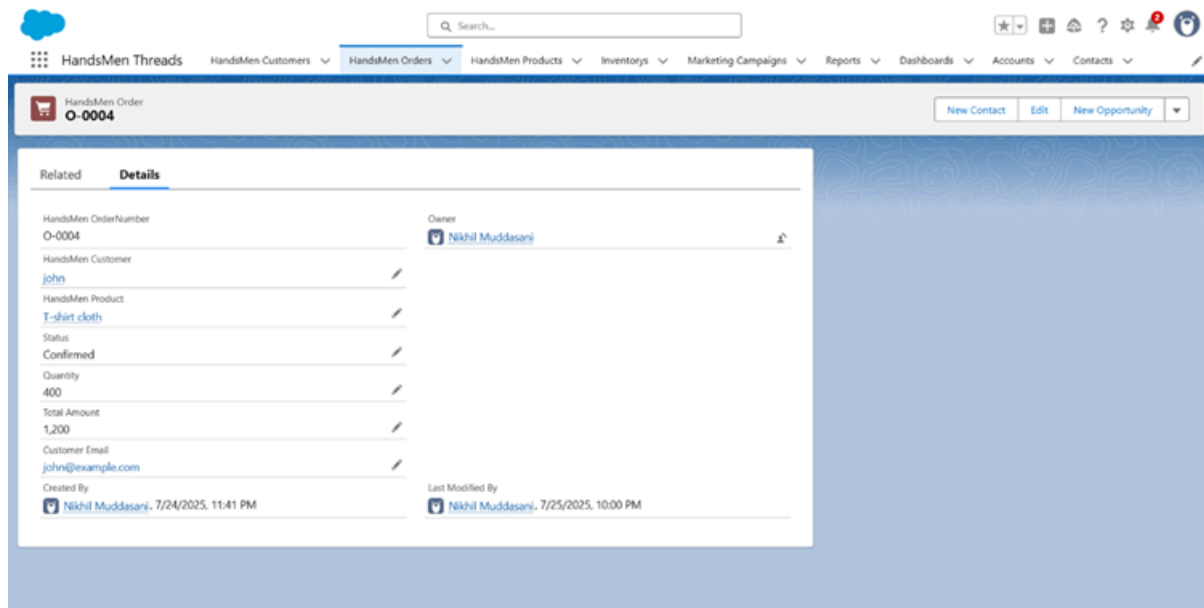 Search...
2
HandsMen Threads HandsMen Customers HandsMen Orders HandsMen Products Inventorys Marketing Campaigns Reports Dashboards Accounts Contacts
HandsMen Order
O-0004
New Contact Edit New Opportunity
Related Details
HandsMen OrderNumber
O-0004
Owner
Nikhil Muddasani
HandsMen Customer
john
HandsMen Product
T-shirt cloth
Status
Confirmed
Quantity
400
Total Amount
1,200
Customer Email
john@example.com
Created By
Nikhil Muddasani, 7/24/2025, 11:41 PM
Last Modified By
Nikhil Muddasani, 7/25/2025, 10:00 PM